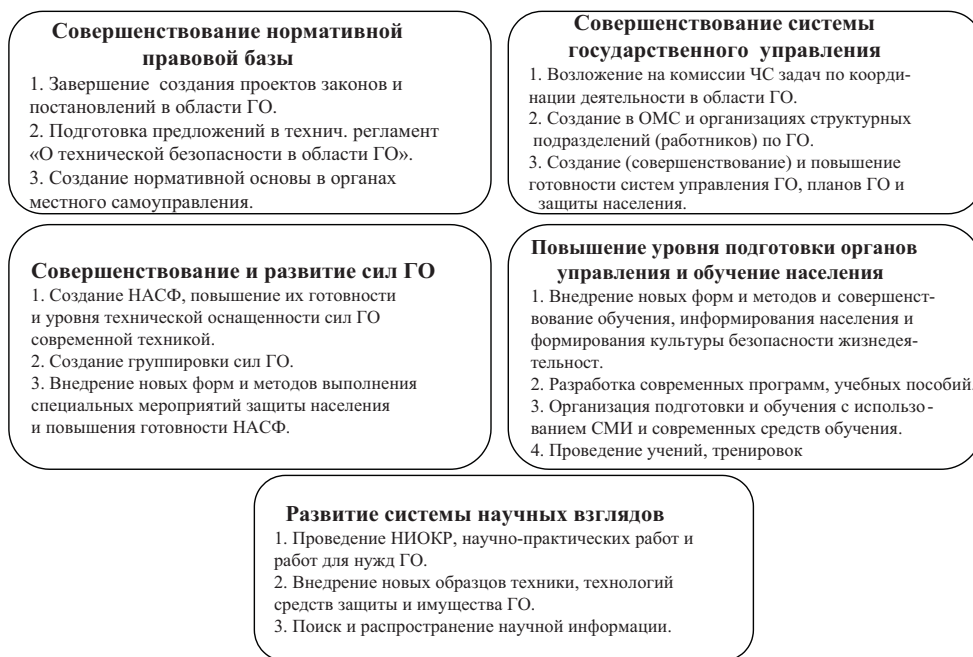 Совершенствование нормативной
правовой базы
1. Завершение создания проектов законов и
постановлений в области ГО.
2. Подготовка предложений в технич. регламент
«О технической безопасности в области ГО».
3. Создание нормативной основы в органах
местного самоуправления.
Совершенствование системы
государственного управления
1. Возложение на комиссии ЧС задач по коорди-
нации деятельности в области ГО.
2. Создание в ОМС и организациях структурных
подразделений (работников) по ГО.
3. Создание (совершенствование) и повышение
готовности систем управления ГО, планов ГО и
защиты населения.
Совершенствование и развитие сил ГО
1. Создание НАСФ, повышение их готовности
и уровня технической оснащенности сил ГО
современной техникой.
2. Создание группировки сил ГО.
3. Внедрение новых форм и методов выполнения
специальных мероприятий защиты населения
и повышения готовности НАСФ.
Повышение уровня подготовки органов
управления и обучение населения
1. Внедрение новых форм и методов и совершенст-
вование обучения, информирования населения и
формирования культуры безопасности жизнедея-
тельност.
2. Разработка современных программ, учебных пособий.
3. Организация подготовки и обучения с использо-
ванием СМИ и современных средств обучения.
4. Проведение учений, тренировок
Развитие системы научных взглядов
1. Проведение НИОКР, научно-практических работ и
работ для нужд ГО.
2. Внедрение новых образцов техники, технологий
средств защиты и имущества ГО.
3. Поиск и распространение научной информации.